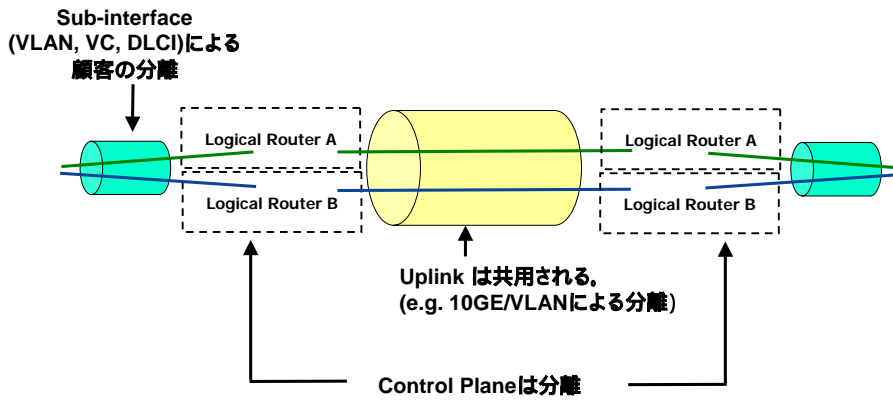 Sub-interface
(VLAN, VC, DLCI)による
顧客の分離
Logical Router A
Logical Router A
Logical Router B
Logical Router B
Uplink は共用される。
(e.g. 10GE/VLANによる分離)
Control Planeは分離